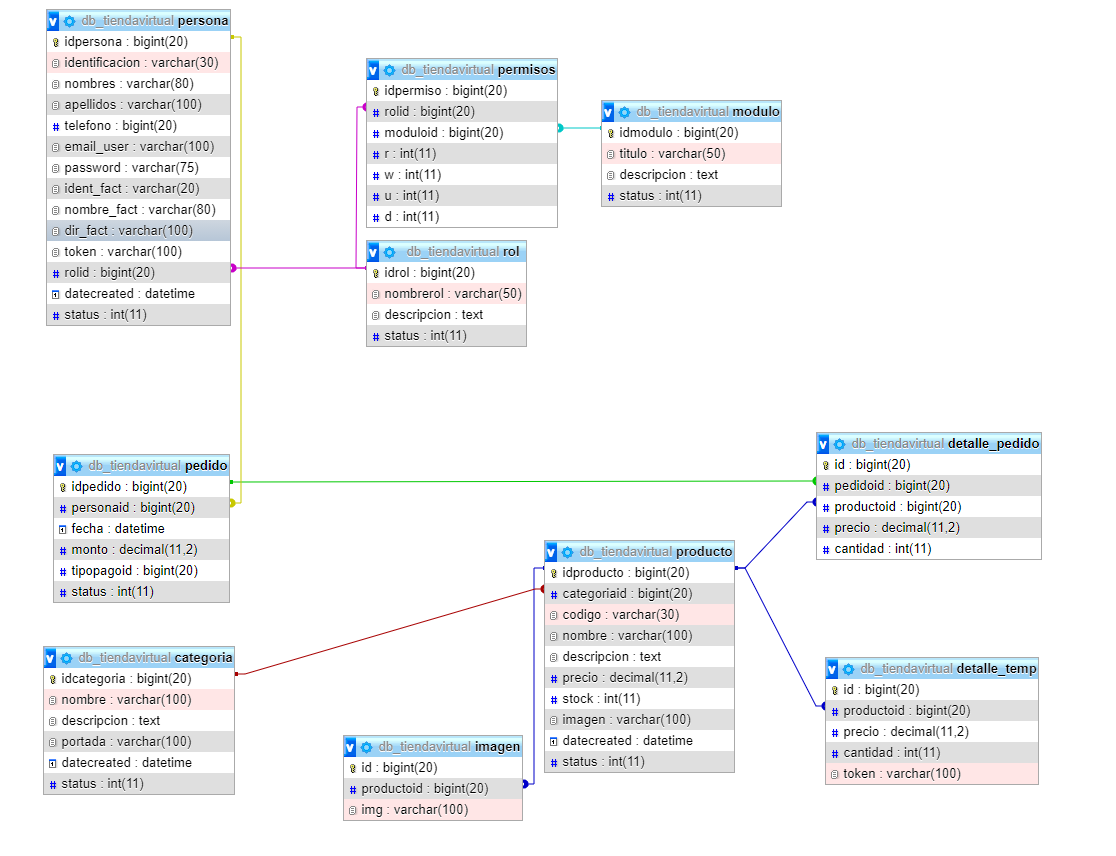 db_tiendavirtual persona
idpersona : bigint(20)
identificacion : varchar(30)
nombres : varchar(80)
apellidos : varchar(100)
telefono : bigint(20)
email_user : varchar(100)
password : varchar(75)
ident_fact : varchar(20)
nombre_fact : varchar(80)
dir_fact : varchar(100)
token : varchar(100)
rolid : bigint(20)
datecreated : datetime
status : int(11)
db_tiendavirtual permisos
idpermiso : bigint(20)
rolid : bigint(20)
moduloid : bigint(20)
r : int(11)
w : int(11)
u : int(11)
d : int(11)
db_tiendavirtual modulo
idmodulo : bigint(20)
titulo : varchar(50)
descripcion : text
status : int(11)
db_tiendavirtual rol
idrol : bigint(20)
nombrerol : varchar(50)
descripcion : text
status : int(11)
db_tiendavirtual pedido
idpedido : bigint(20)
personaid : bigint(20)
fecha : datetime
monto : decimal(11,2)
tipopagoid : bigint(20)
status : int(11)
db_tiendavirtual detalle_pedido
id : bigint(20)
pedidoid : bigint(20)
productoid : bigint(20)
precio : decimal(11,2)
cantidad : int(11)
db_tiendavirtual producto
idproducto : bigint(20)
categoriaid : bigint(20)
codigo : varchar(30)
nombre : varchar(100)
descripcion : text
precio : decimal(11,2)
stock : int(11)
imagen : varchar(100)
datecreated : datetime
status : int(11)
db_tiendavirtual categoria
idcategoria : bigint(20)
nombre : varchar(100)
descripcion : text
portada : varchar(100)
datecreated : datetime
status : int(11)
db_tiendavirtual detalle_temp
id : bigint(20)
productoid : bigint(20)
precio : decimal(11,2)
cantidad : int(11)
token : varchar(100)
db_tiendavirtual imagen
id : bigint(20)
productoid : bigint(20)
img : varchar(100)